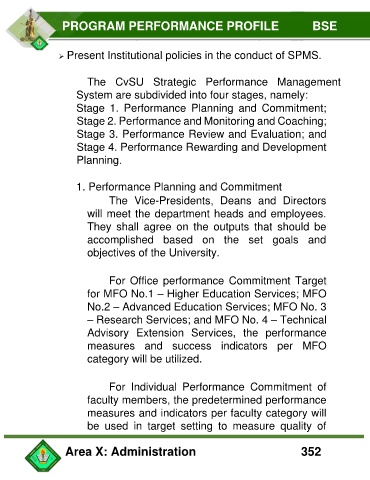 PROGRAM PERFORMANCE PROFILE BSE
➢ Present Institutional policies in the conduct of SPMS.
The CvSU Strategic Performance Management
System are subdivided into four stages, namely:
Stage 1. Performance Planning and Commitment;
Stage 2. Performance and Monitoring and Coaching;
Stage 3. Performance Review and Evaluation; and
Stage 4. Performance Rewarding and Development
Planning.
1. Performance Planning and Commitment
The Vice-Presidents, Deans and Directors
will meet the department heads and employees.
They shall agree on the outputs that should be
accomplished based on the set goals and
objectives of the University.
For Office performance Commitment Target
for MFO No.1 – Higher Education Services; MFO
No.2 – Advanced Education Services; MFO No. 3
– Research Services; and MFO No. 4 – Technical
Advisory Extension Services, the performance
measures and success indicators per MFO
category will be utilized.
For Individual Performance Commitment of
faculty members, the predetermined performance
measures and indicators per faculty category will
be used in target setting to measure quality of
Area X: Administration 352